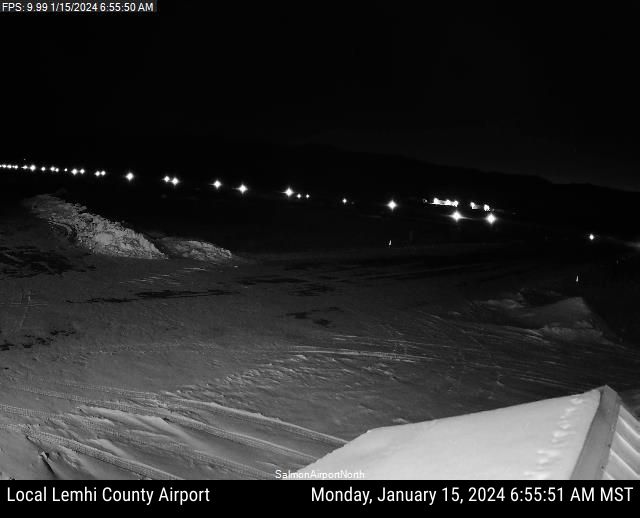 FPS: 9.99 1/15/2024 6:55:50 AM
SalmonAirportNorth
Local Lemhi County Airport Monday, January 15, 2024 6:55:51 AM MST